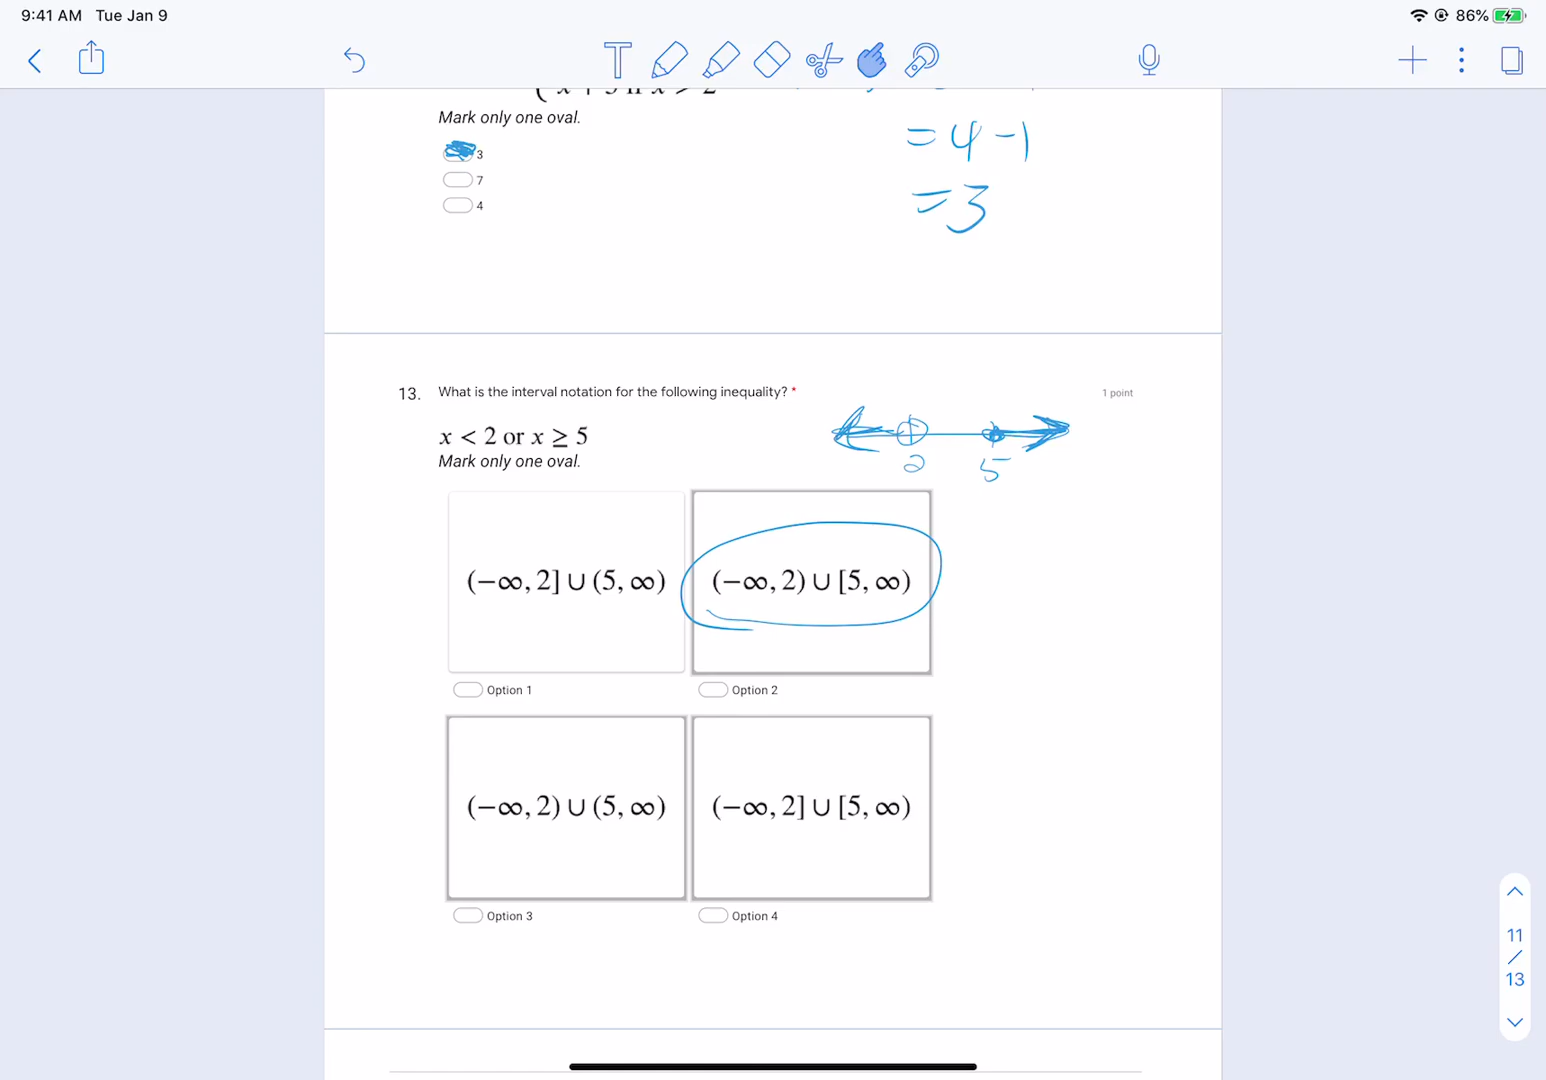 9:41 AM Tue Jan 9
86%
T
Mark only one oval.
= 4 - 1
3
= 3
7
4
13. What is the interval notation for the following inequality? * 1 point
x < 2 or x ≥ 5
Mark only one oval.
2 5
(−∞, 2] ∪ (5, ∞) (−∞, 2) ∪ [5, ∞)
Option 1 Option 2
(−∞, 2) ∪ (5, ∞) (−∞, 2] ∪ [5, ∞)
Option 3 Option 4
11
/
13